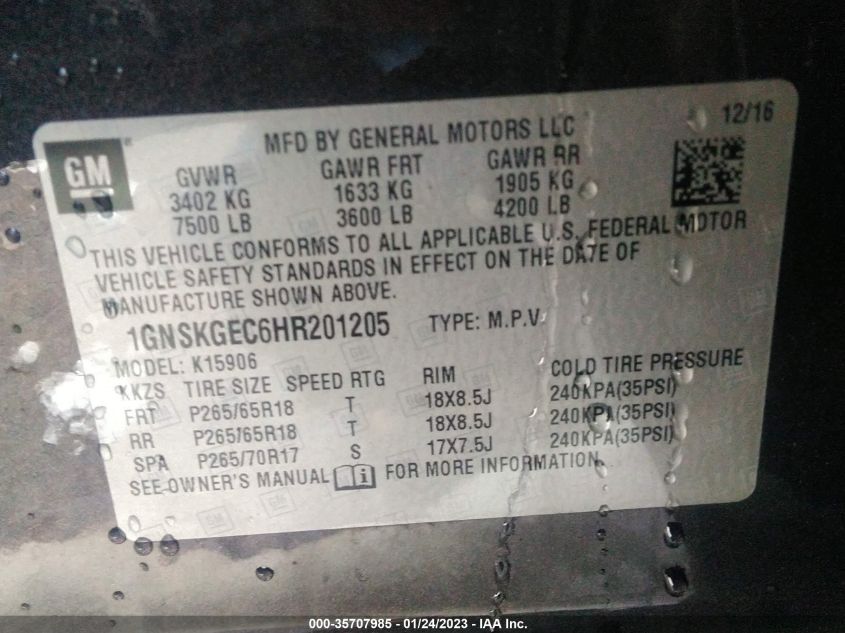 12/16
GM
MFD BY GENERAL MOTORS LLC
GVWR GAWR FRT GAWR RR
3402 KG 1633 KG 1905 KG
7500 LB 3600 LB 4200 LB
THIS VEHICLE CONFORMS TO ALL APPLICABLE U.S. FEDERAL MOTOR
VEHICLE SAFETY STANDARDS IN EFFECT ON THE DATE OF
MANUFACTURE SHOWN ABOVE.
1GNSKGEC6HR201205 TYPE: M.P.V.
MODEL: K15906
KKZS TIRE SIZE SPEED RTG RIM COLD TIRE PRESSURE
FRT P265/65R18 T 18X8.5J 240KPA(35PSI)
RR P265/65R18 T 18X8.5J 240KPA(35PSI)
SPA P265/70R17 S 17X7.5J 240KPA(35PSI)
SEE OWNER'S MANUAL i FOR MORE INFORMATION.
000-35707985 - 01/24/2023 - IAA Inc.